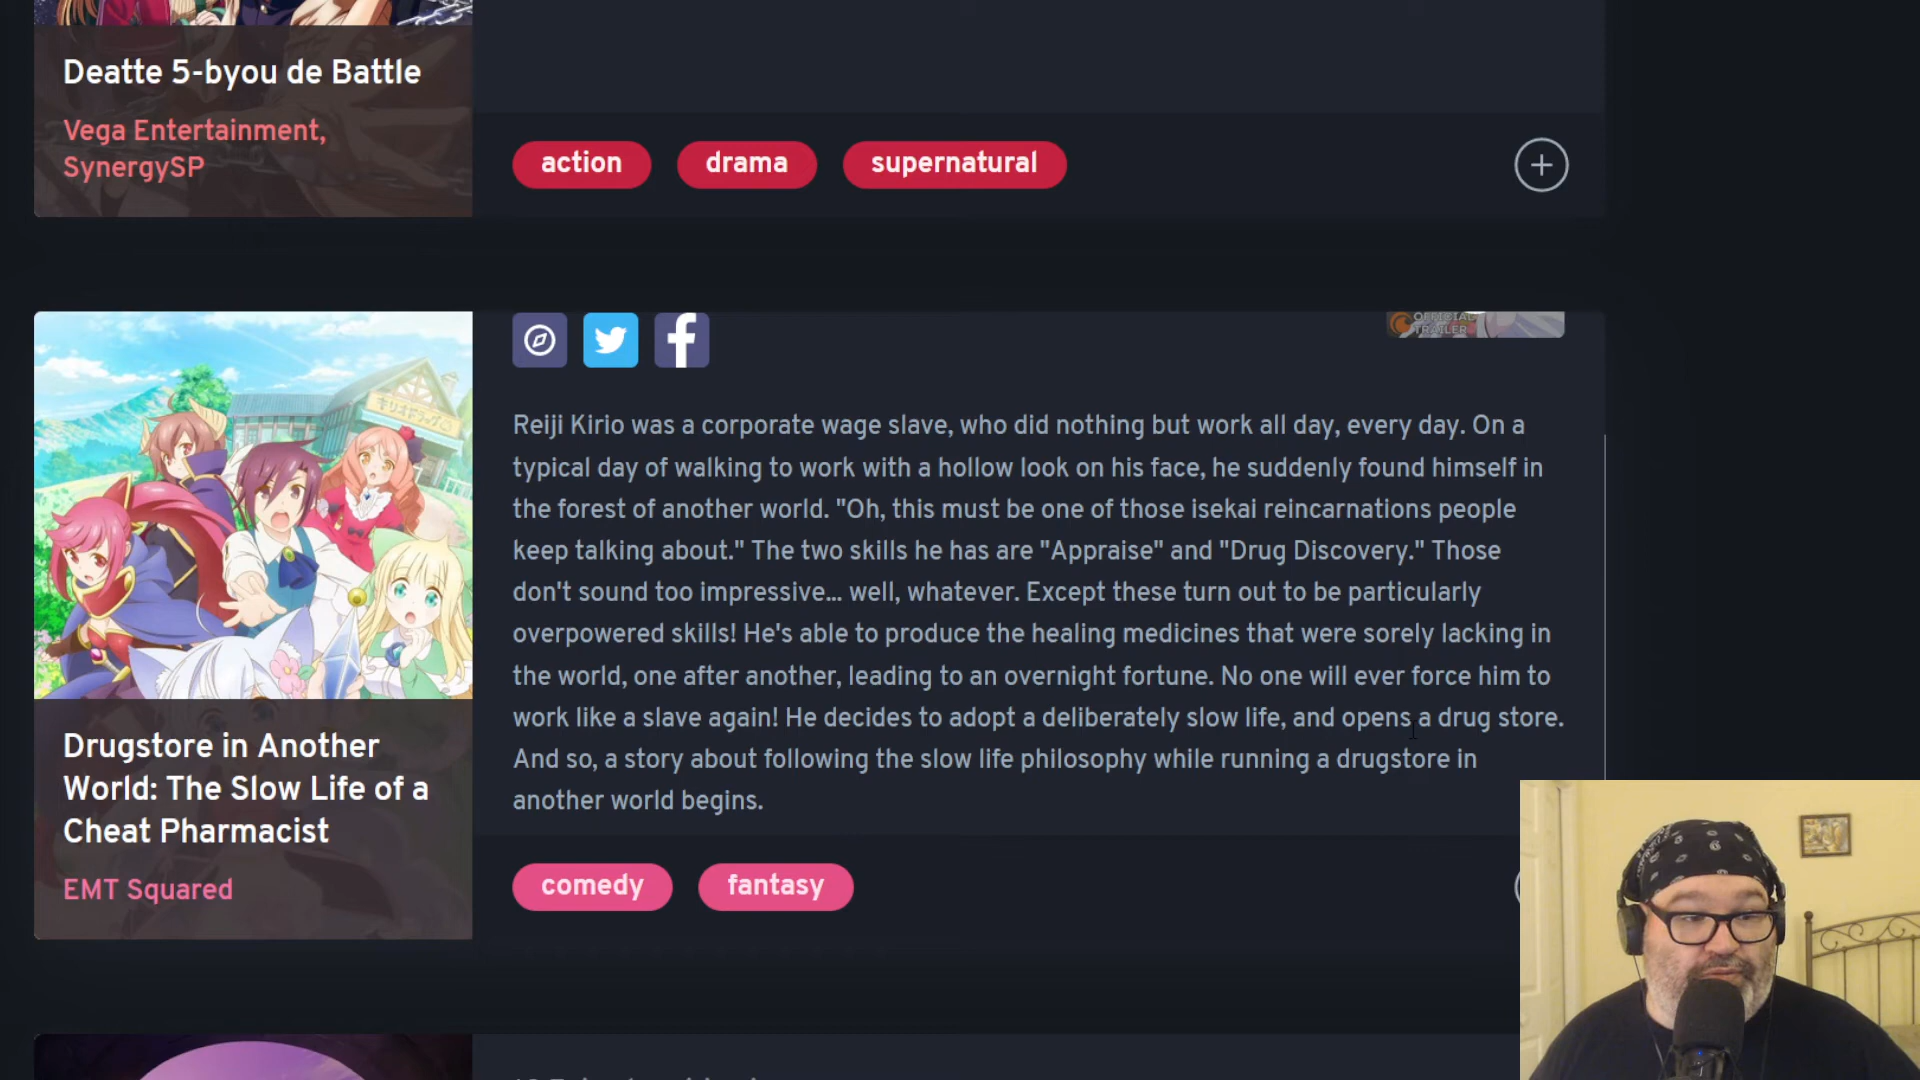 Deatte 5-byou de Battle
Vega Entertainment,
SynergySP
action
drama
supernatural
OFFICIAL
TRAILER
Reiji Kirio was a corporate wage slave, who did nothing but work all day, every day. On a
typical day of walking to work with a hollow look on his face, he suddenly found himself in
the forest of another world. "Oh, this must be one of those isekai reincarnations people
keep talking about." The two skills he has are "Appraise" and "Drug Discovery." Those
don't sound too impressive... well, whatever. Except these turn out to be particularly
overpowered skills! He's able to produce the healing medicines that were sorely lacking in
the world, one after another, leading to an overnight fortune. No one will ever force him to
work like a slave again! He decides to adopt a deliberately slow life, and opens a drug store.
And so, a story about following the slow life philosophy while running a drugstore in
another world begins.
Drugstore in Another
World: The Slow Life of a
Cheat Pharmacist
EMT Squared
comedy
fantasy